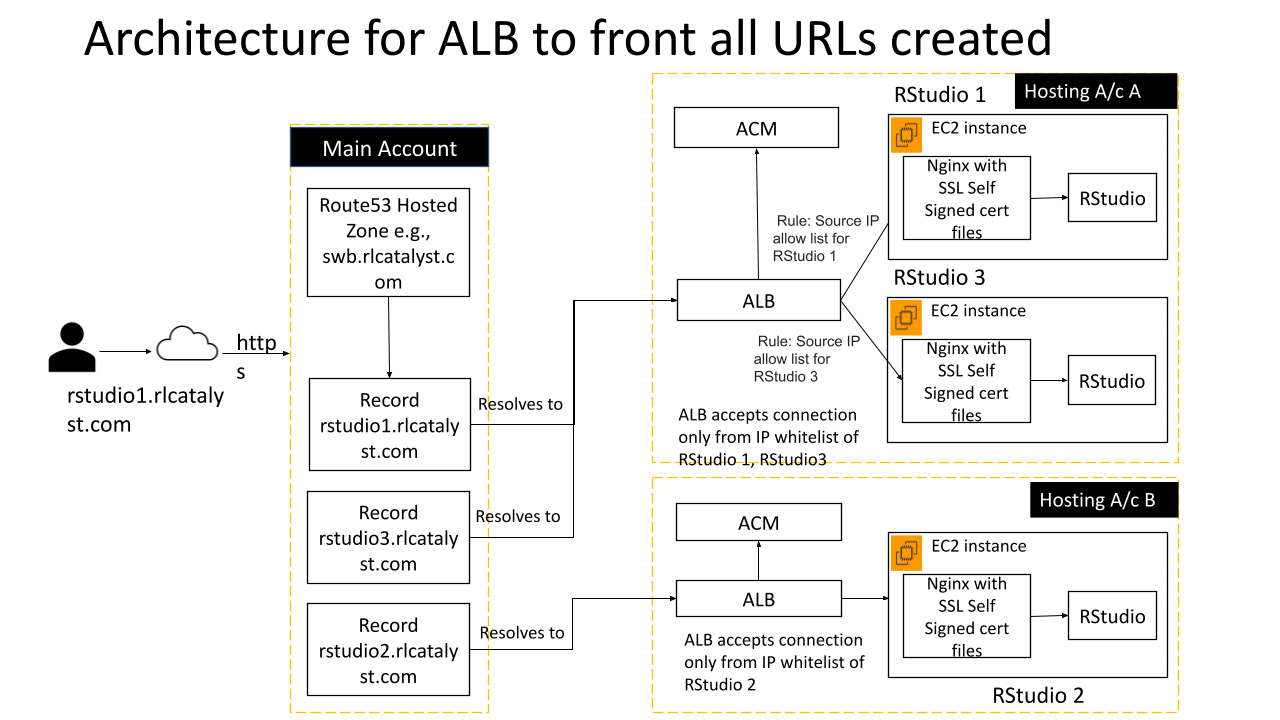 Architecture for ALB to front all URLs created
http
s
rstudio1.rlcataly
st.com
Main Account
Route53 Hosted
Zone e.g.,
swb.rlcatalyst.c
om
Record
rstudio1.rlcataly
st.com
Resolves to
Record
rstudio3.rlcataly
st.com
Resolves to
Record
rstudio2.rlcataly
st.com
Resolves to
Hosting A/c A
ACM
ALB
Rule: Source IP
allow list for
RStudio 1
Rule: Source IP
allow list for
RStudio 3
ALB accepts connection
only from IP whitelist of
RStudio 1, RStudio3
RStudio 1
EC2 instance
Nginx with
SSL Self
Signed cert
files
RStudio
RStudio 3
EC2 instance
Nginx with
SSL Self
Signed cert
files
RStudio
Hosting A/c B
ACM
ALB
ALB accepts connection
only from IP whitelist of
RStudio 2
EC2 instance
Nginx with
SSL Self
Signed cert
files
RStudio
RStudio 2